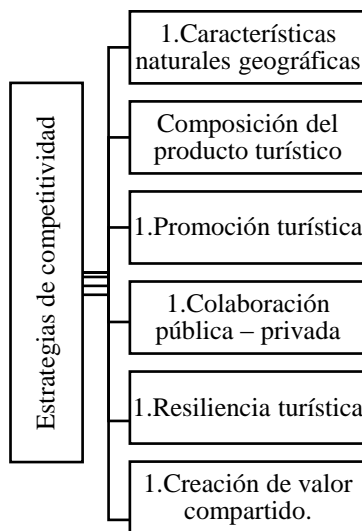 Estrategias de competitividad
1.Características
naturales geográficas
Composición del
producto turístico
1.Promoción turística
1.Colaboración
pública – privada
1.Resiliencia turística
1.Creación de valor
compartido.